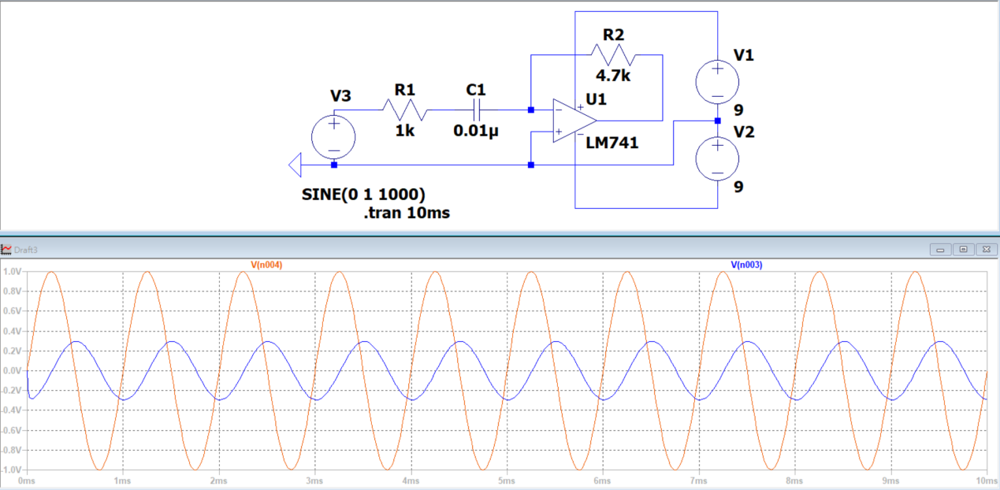 R2
4.7k
V1
9
V3
R1
1k
C1
0.01µ
U1
LM741
V2
9
SINE(0 1 1000)
.tran 10ms
Draft3
V(n004)
V(n003)
1.0V
0.8V
0.6V
0.4V
0.2V
0.0V
-0.2V
-0.4V
-0.6V
-0.8V
-1.0V
0ms 1ms 2ms 3ms 4ms 5ms 6ms 7ms 8ms 9ms 10ms